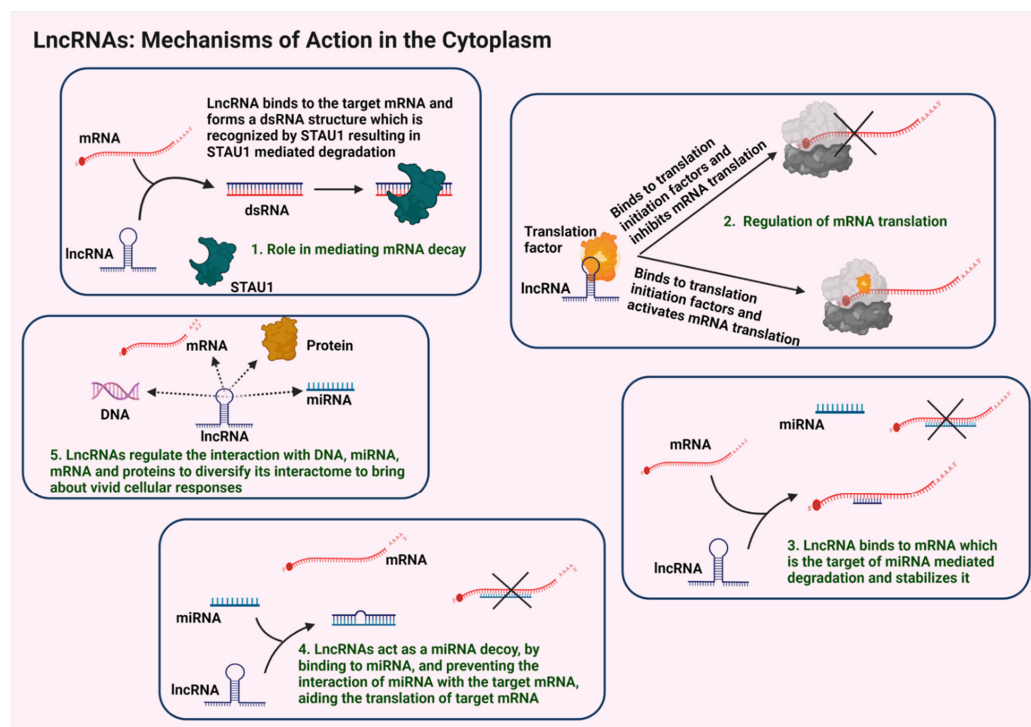 LncRNAs: Mechanisms of Action in the Cytoplasm
LncRNA binds to the target mRNA and
forms a dsRNA structure which is
recognized by STAU1 resulting in
STAU1 mediated degradation
mRNA
AAAA3'
5'
dsRNA
lncRNA
1. Role in mediating mRNA decay
STAU1
Binds to translation
initiation factors and
inhibits mRNA translation
AAAA3'
2. Regulation of mRNA translation
Translation
factor
lncRNA
Binds to translation
initiation factors and
activates mRNA translation
AAAA3'
mRNA
Protein
DNA
miRNA
lncRNA
5. LncRNAs regulate the interaction with DNA, miRNA,
mRNA and proteins to diversify its interactome to bring
about vivid cellular responses
miRNA
AAAA3'
mRNA
AAAA3'
AAAA3'
lncRNA
3. LncRNA binds to mRNA which
is the target of miRNA mediated
degradation and stabilizes it
mRNA
miRNA
lncRNA
4. LncRNAs act as a miRNA decoy, by
binding to miRNA, and preventing the
interaction of miRNA with the target mRNA,
aiding the translation of target mRNA